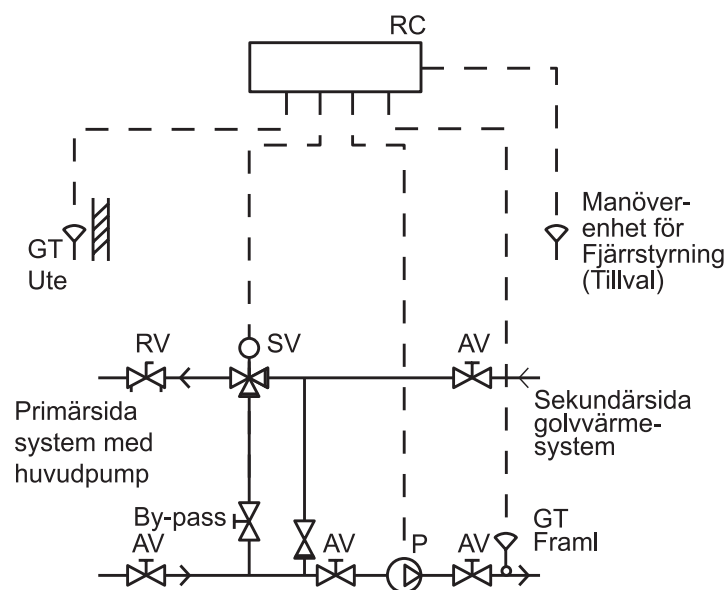 RC
GT
Ute
Manöver-
enhet för
Fjärrstyrning
(Tillval)
RV
SV
AV
Primärsida
system med
huvudpump
Sekundärsida
golvvärme-
system
By-pass
AV
AV
P
AV
GT
Framl